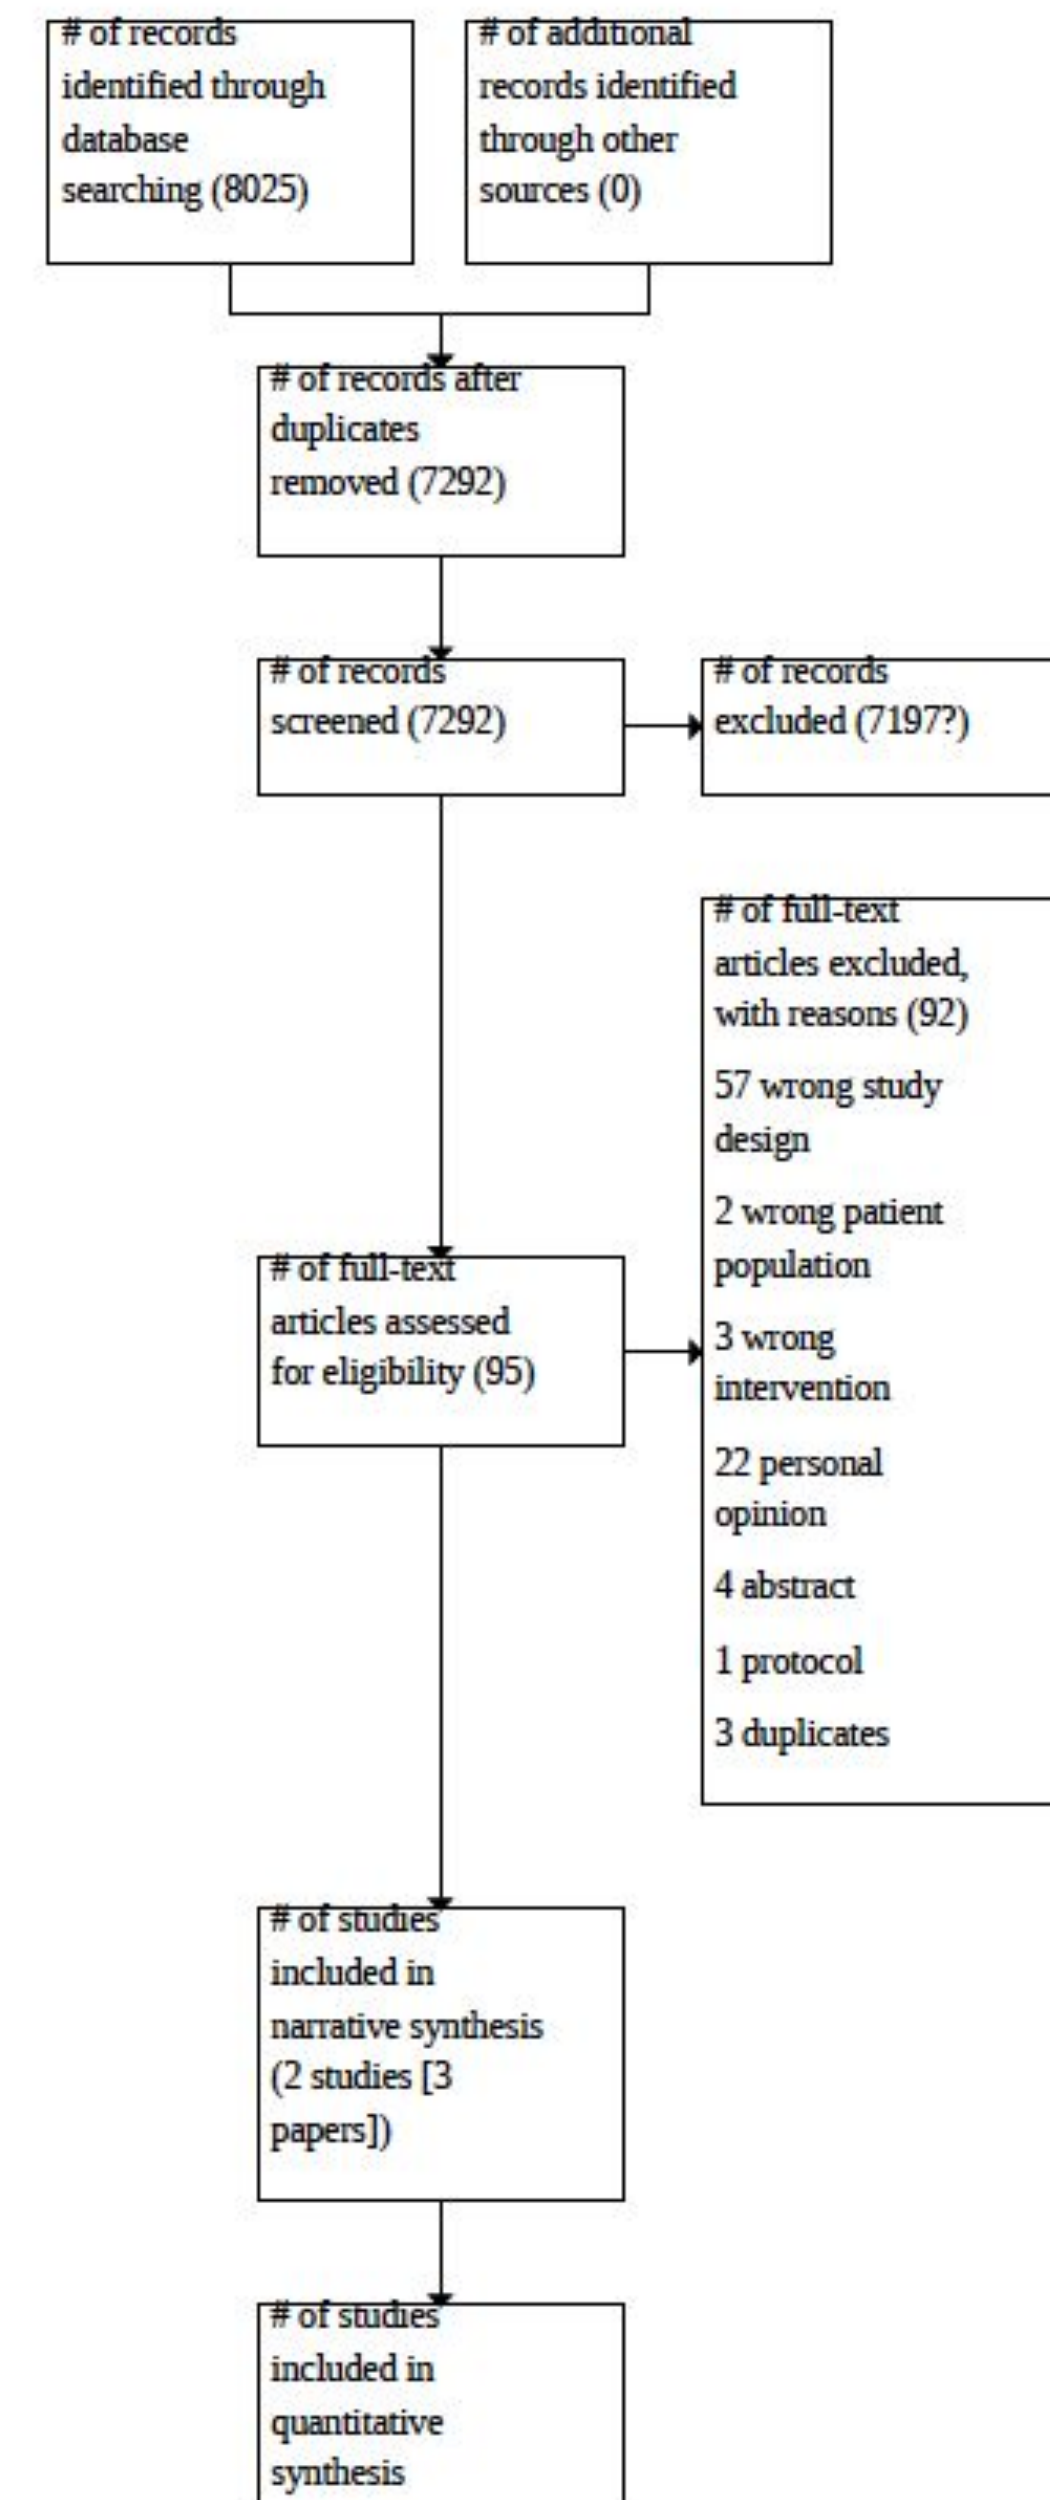 # of records
identified through
database
searching (8025)
# of additional
records identified
through other
sources (0)
# of records after
duplicates
removed (7292)
# of records
screened (7292)
# of records
excluded (7197?)
# of full-text
articles excluded,
with reasons (92)
57 wrong study
design
2 wrong patient
population
3 wrong
intervention
22 personal
opinion
4 abstract
1 protocol
3 duplicates
# of full-text
articles assessed
for eligibility (95)
# of studies
included in
narrative synthesis
(2 studies [3
papers])
# of studies
included in
quantitative
synthesis